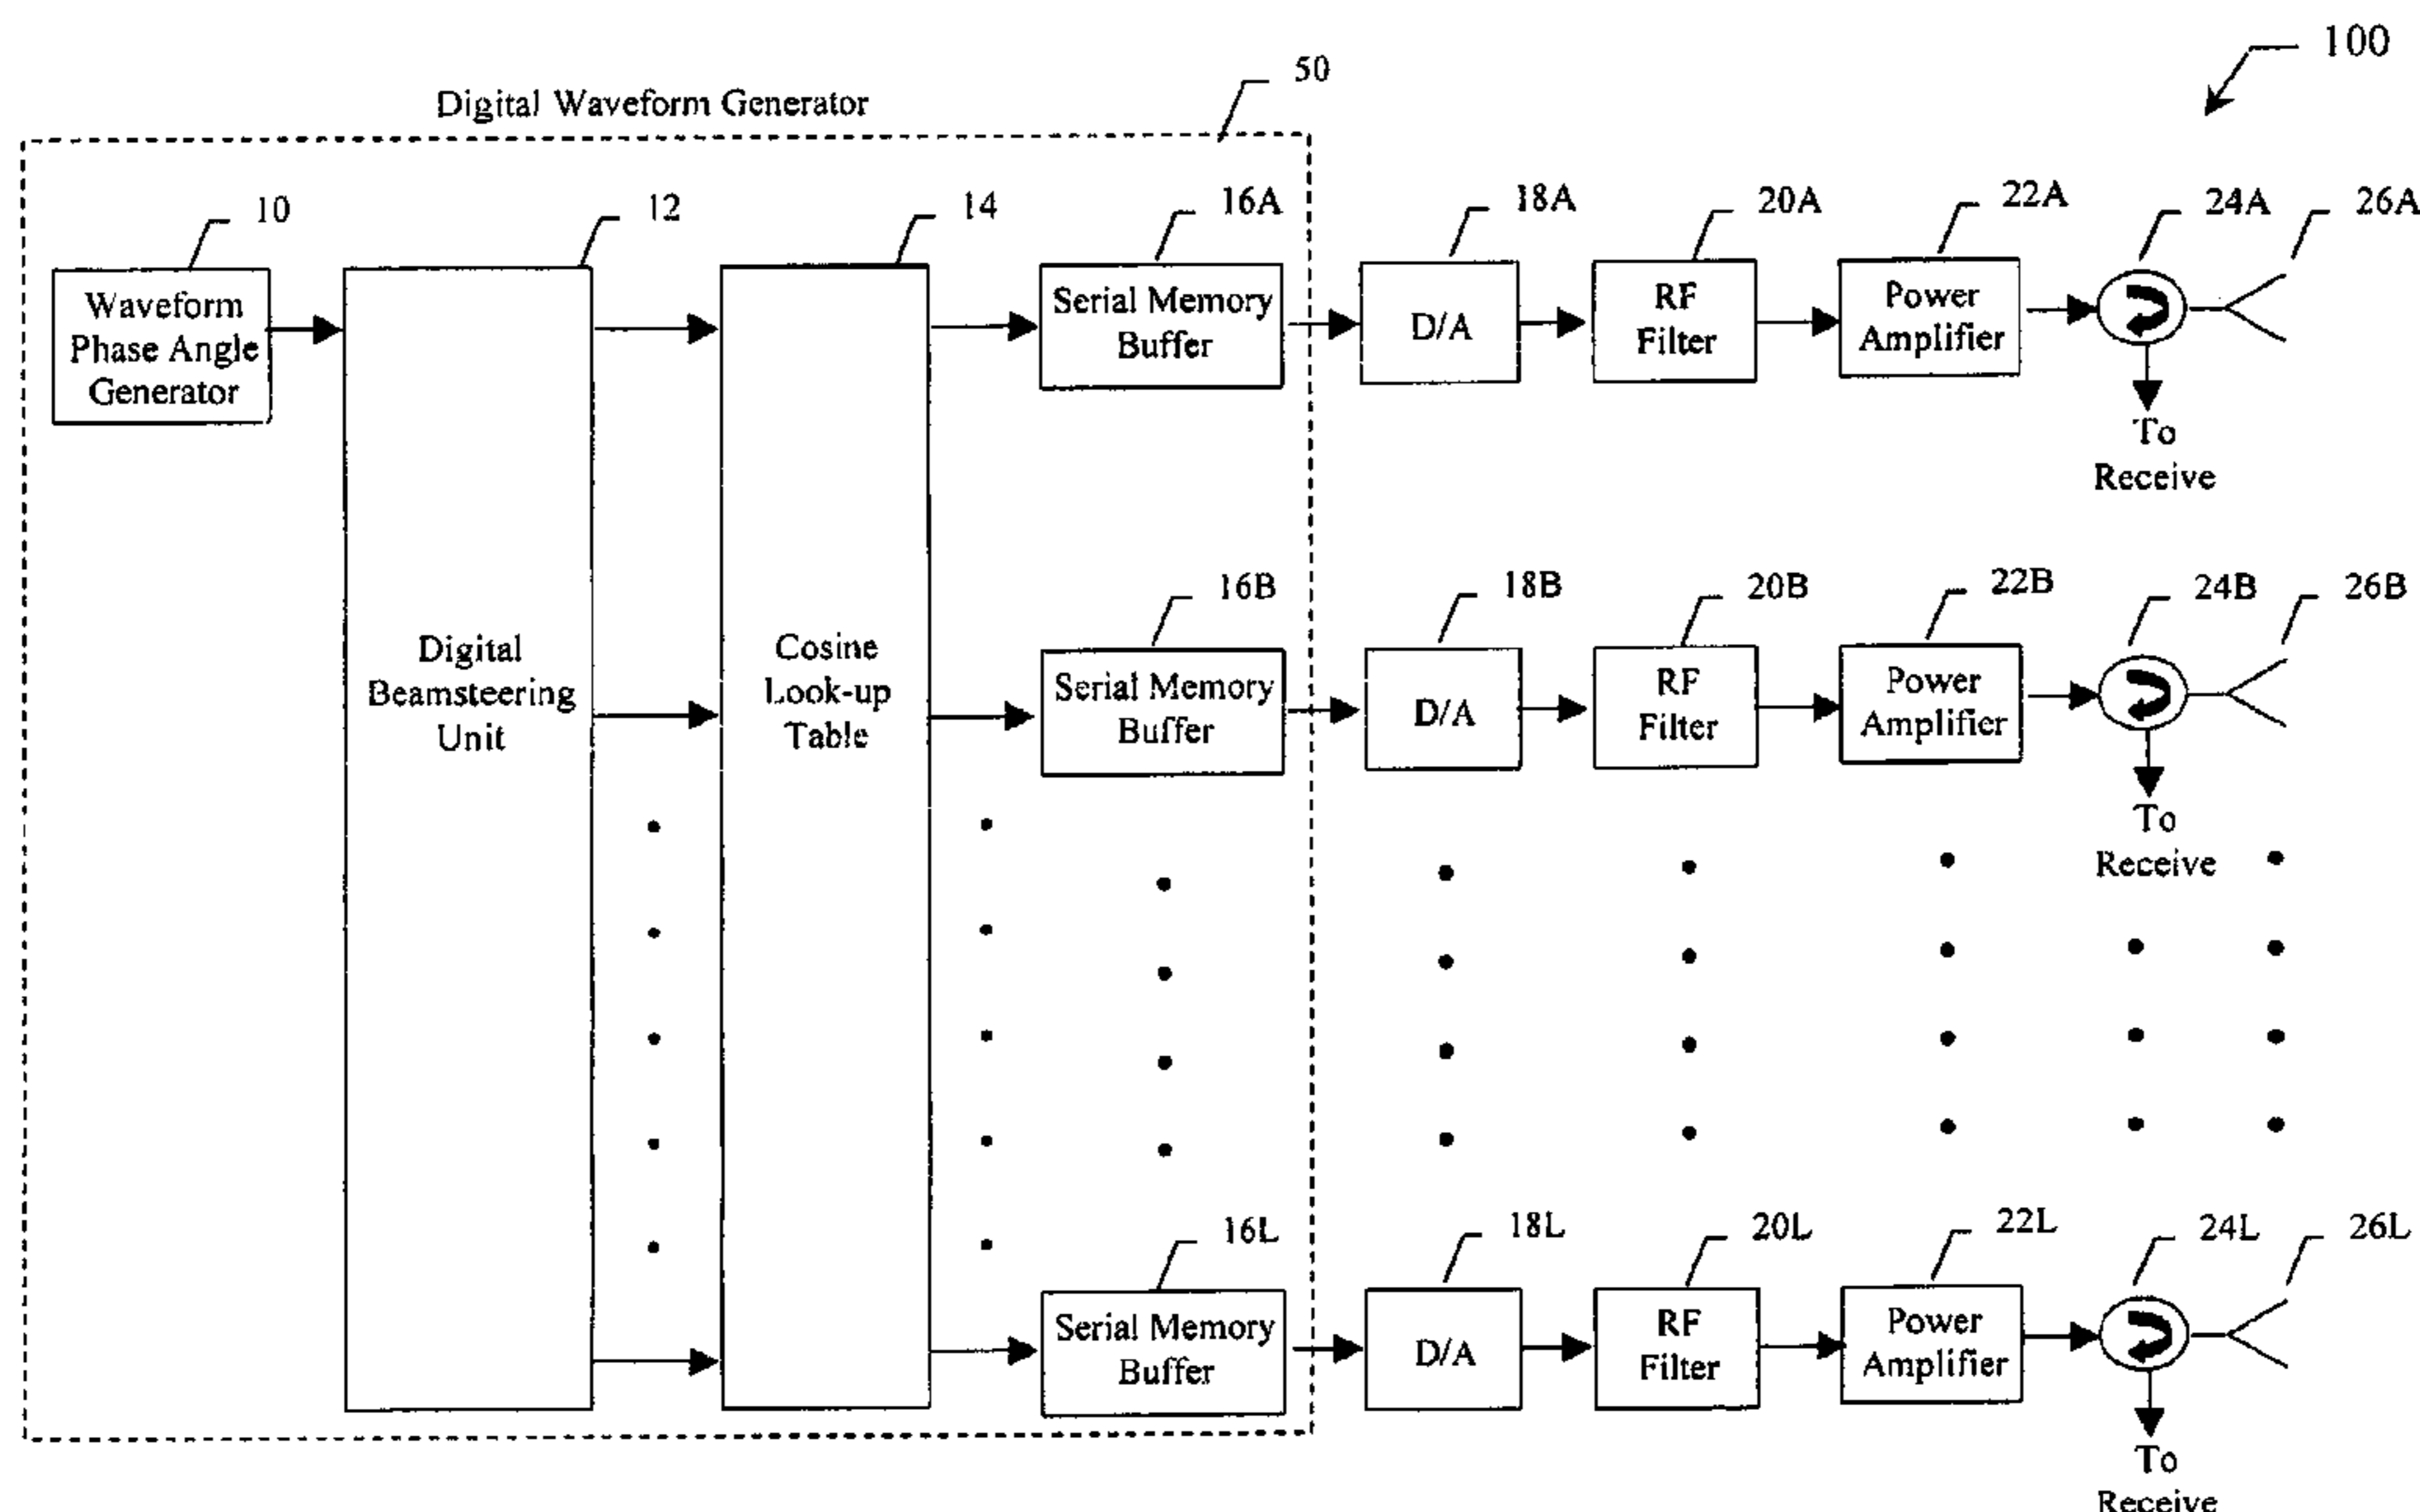 100
50
Digital Waveform Generator
10
12
14
16A
18A
20A
22A
24A
26A
Waveform
Phase Angle
Generator
Serial Memory
Buffer
D/A
RF
Filter
Power
Amplifier
To
Receive
16B
18B
20B
22B
24B
26B
Digital
Beamsteering
Unit
Cosine
Look-up
Table
Serial Memory
Buffer
D/A
RF
Filter
Power
Amplifier
To
Receive
16L
18L
20L
22L
24L
26L
Serial Memory
Buffer
D/A
RF
Filter
Power
Amplifier
To
Receive